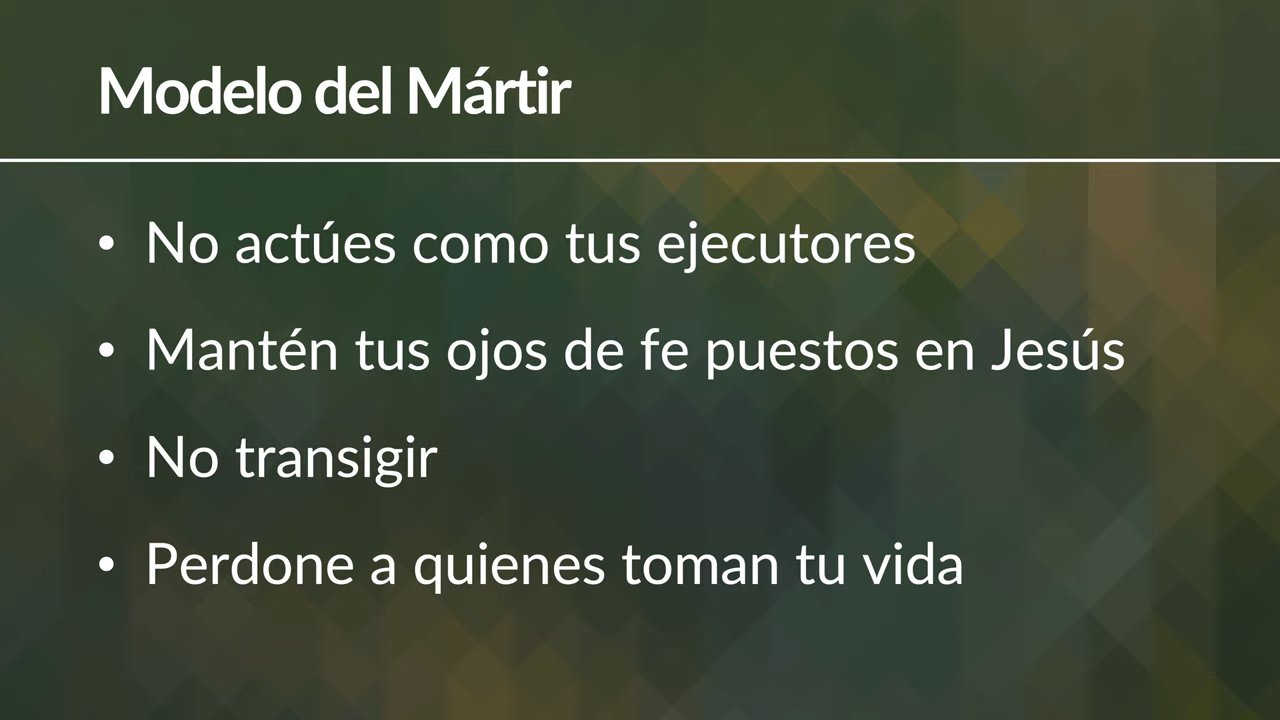 Modelo del Mártir
• No actúes como tus ejecutores
• Mantén tus ojos de fe puestos en Jesús
• No transigir
• Perdone a quienes toman tu vida